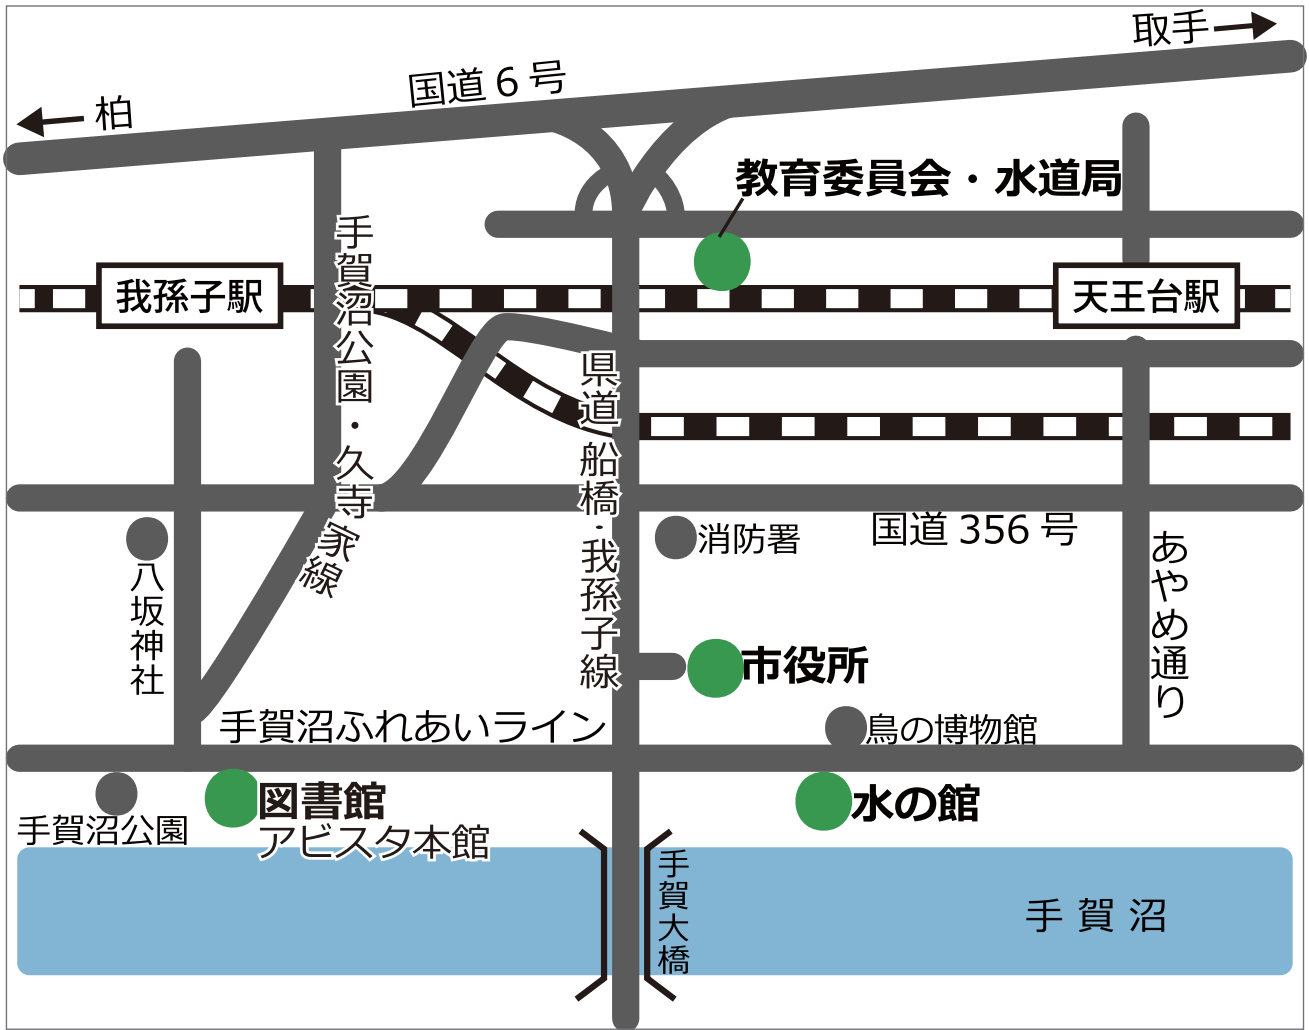 取手
国道6号
柏
教育委員会・水道局
我孫子駅
天王台駅
手賀沼公園・久寺家線
県道 船橋・我孫子線
国道356号
消防署
あやめ通り
八坂神社
市役所
手賀沼ふれあいライン
鳥の博物館
図書館
アビスタ本館
水の館
手賀沼公園
手賀大橋
手賀沼